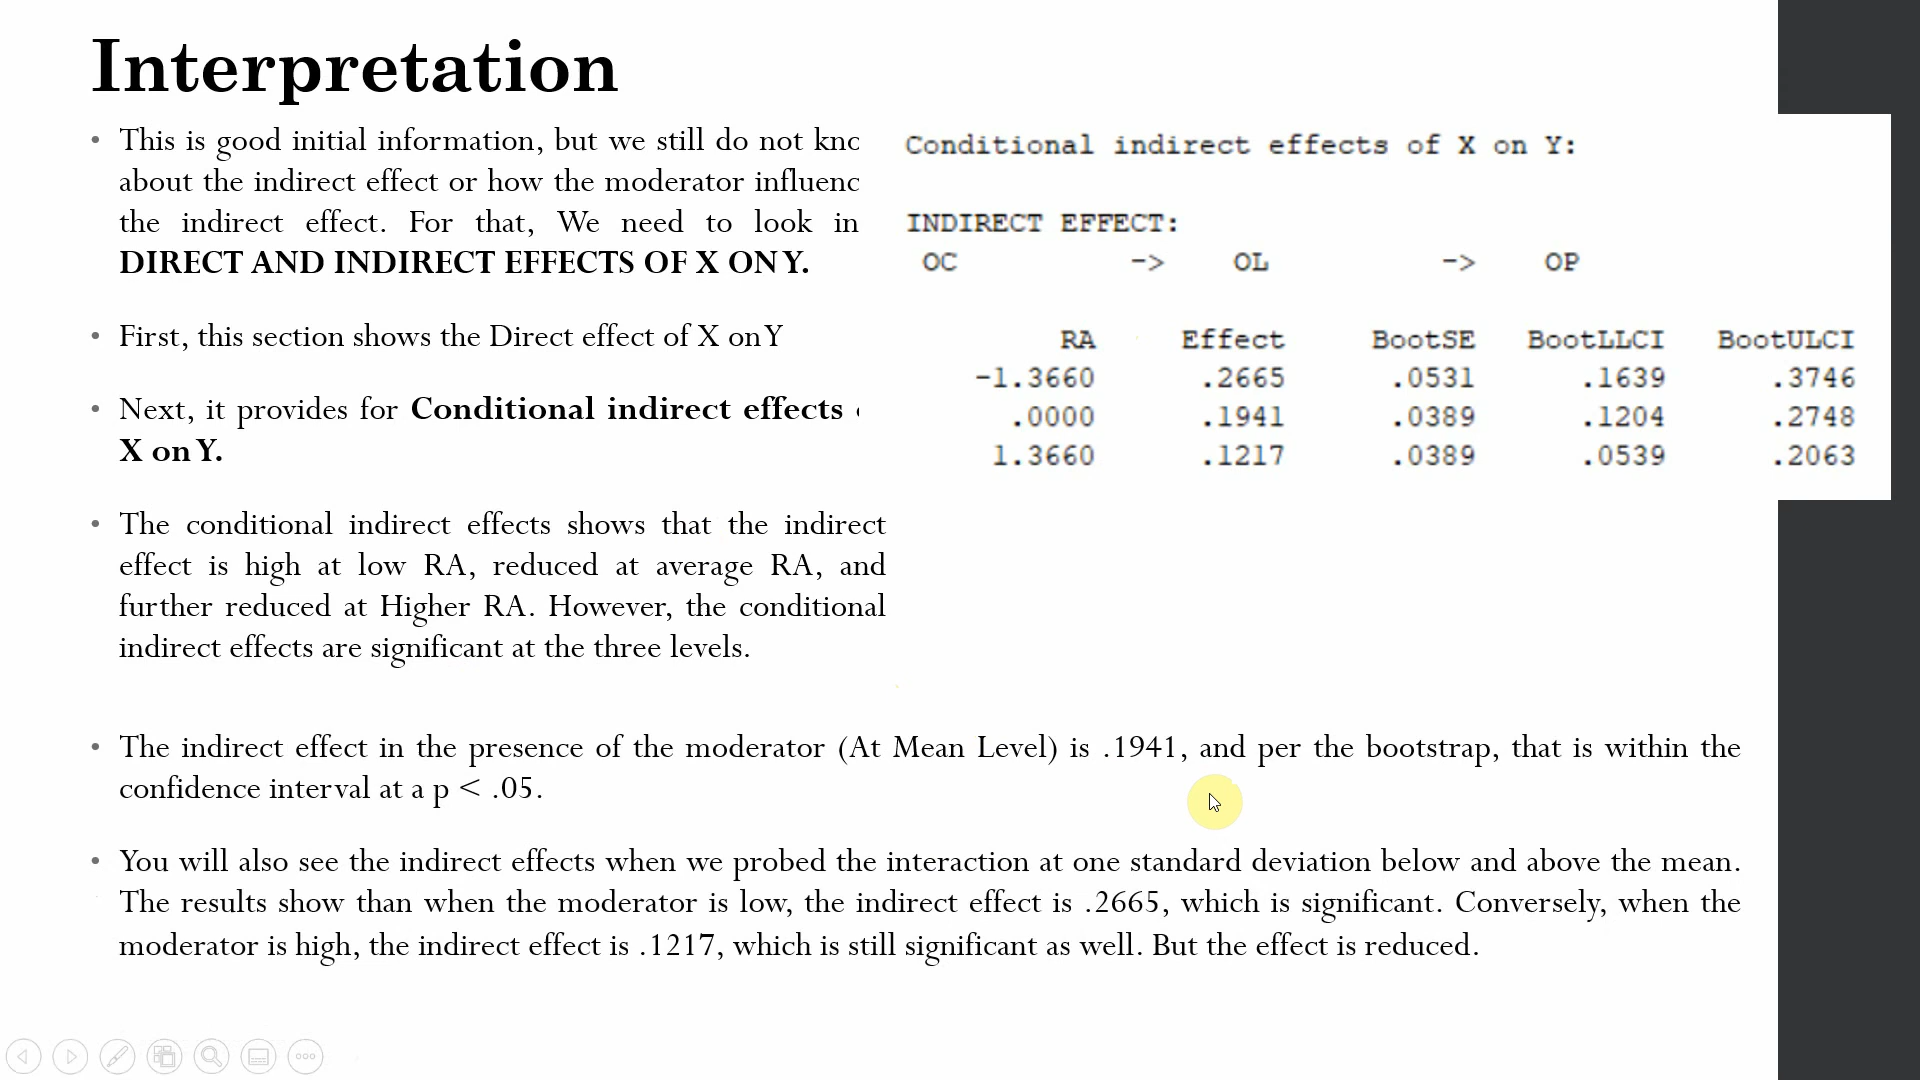 Interpretation
• This is good initial information, but we still do not kno
about the indirect effect or how the moderator influenc
the indirect effect. For that, We need to look in
DIRECT AND INDIRECT EFFECTS OF X ON Y.
• First, this section shows the Direct effect of X on Y
• Next, it provides for Conditional indirect effects
X on Y.
• The conditional indirect effects shows that the indirect
effect is high at low RA, reduced at average RA, and
further reduced at Higher RA. However, the conditional
indirect effects are significant at the three levels.
Conditional indirect effects of X on Y:
INDIRECT EFFECT:
OC -> OL -> OP
RA Effect BootSE BootLLCI BootULCI
-1.3660 .2665 .0531 .1639 .3746
.0000 .1941 .0389 .1204 .2748
1.3660 .1217 .0389 .0539 .2063
• The indirect effect in the presence of the moderator (At Mean Level) is .1941, and per the bootstrap, that is within the
confidence interval at a p < .05.
• You will also see the indirect effects when we probed the interaction at one standard deviation below and above the mean.
The results show than when the moderator is low, the indirect effect is .2665, which is significant. Conversely, when the
moderator is high, the indirect effect is .1217, which is still significant as well. But the effect is reduced.